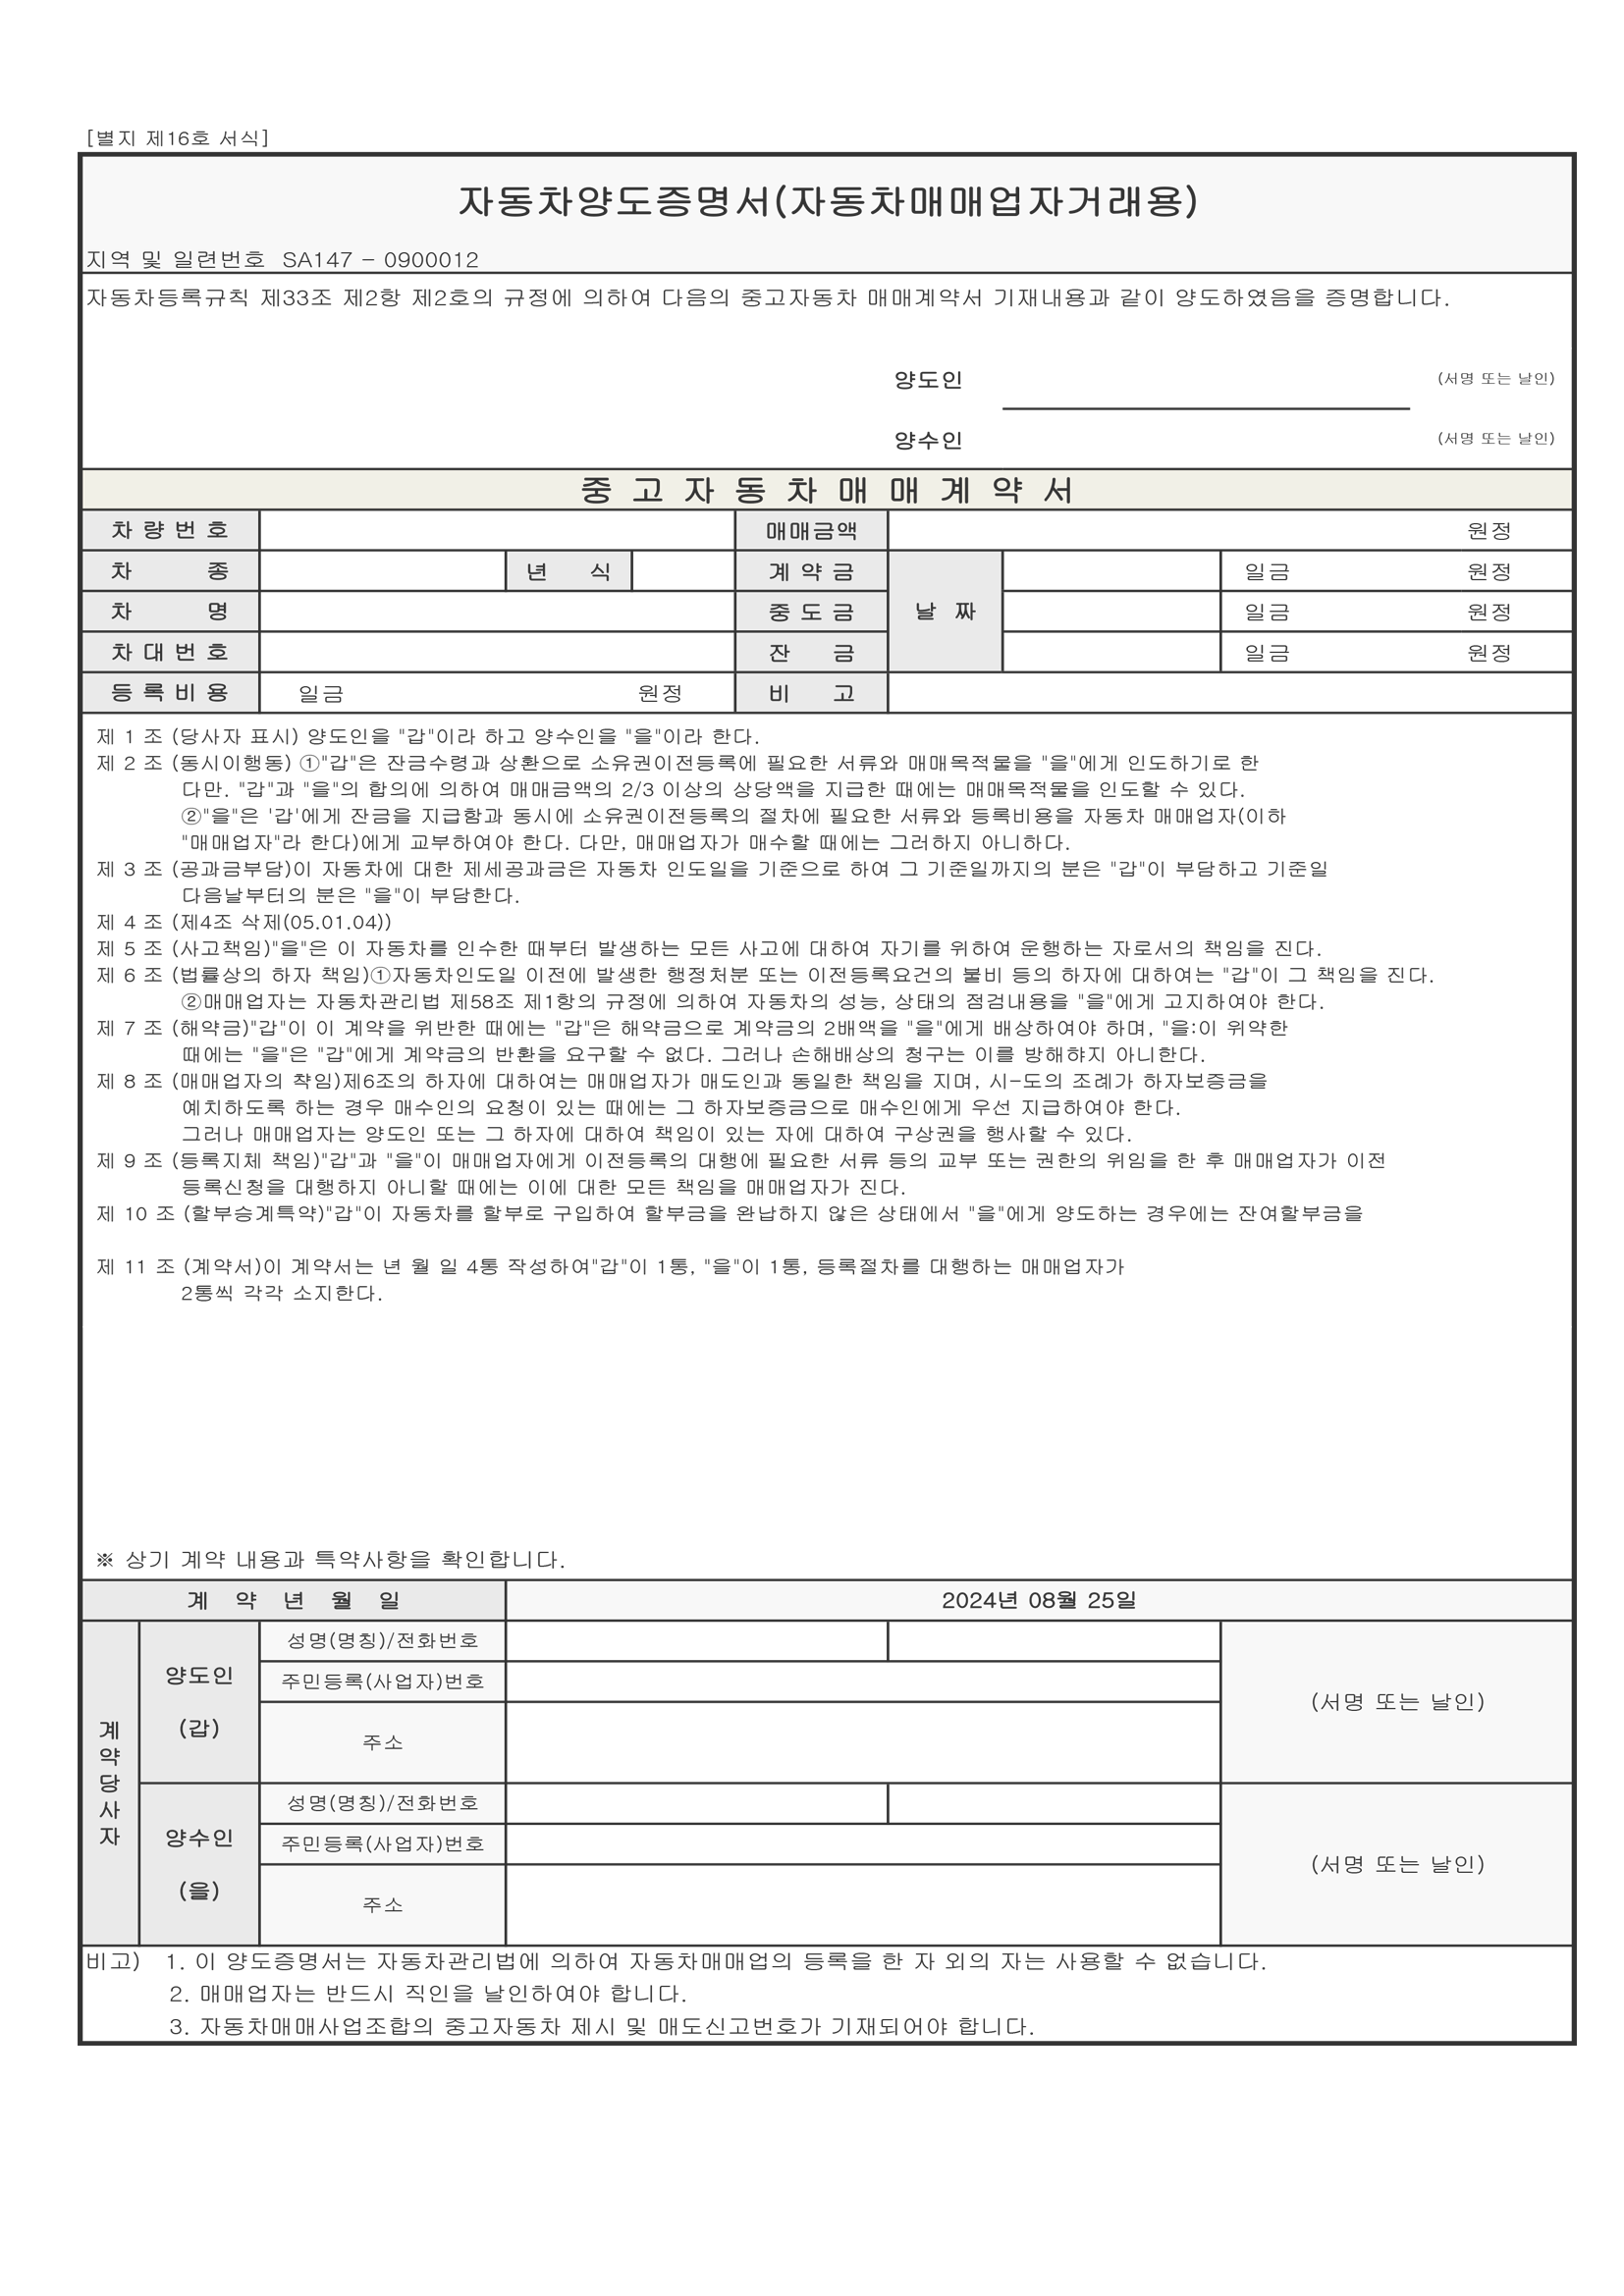 [별지 제16호 서식]
자동차양도증명서(자동차매매업자거래용)
지역 및 일련번호 SA147 - 0900012
자동차등록규칙 제33조 제2항 제2호의 규정에 의하여 다음의 중고자동차 매매계약서 기재내용과 같이 양도하였음을 증명합니다.
양도인 (서명 또는 날인)
양수인 (서명 또는 날인)
중 고 자 동 차 매 매 계 약 서
차 량 번 호 매매금액 원정
차 종 년 식 계 약 금 일금 원정
차 명 중 도 금 날 짜 일금 원정
차 대 번 호 잔 금 일금 원정
등 록 비 용 일금 원정 비 고
제 1 조 (당사자 표시) 양도인을 "갑"이라 하고 양수인을 "을"이라 한다.
제 2 조 (동시이행동) ①"갑"은 잔금수령과 상환으로 소유권이전등록에 필요한 서류와 매매목적물을 "을"에게 인도하기로 한
다만. "갑"과 "을"의 합의에 의하여 매매금액의 2/3 이상의 상당액을 지급한 때에는 매매목적물을 인도할 수 있다.
②"을"은 '갑'에게 잔금을 지급함과 동시에 소유권이전등록의 절차에 필요한 서류와 등록비용을 자동차 매매업자(이하
"매매업자"라 한다)에게 교부하여야 한다. 다만, 매매업자가 매수할 때에는 그러하지 아니하다.
제 3 조 (공과금부담)이 자동차에 대한 제세공과금은 자동차 인도일을 기준으로 하여 그 기준일까지의 분은 "갑"이 부담하고 기준일
다음날부터의 분은 "을"이 부담한다.
제 4 조 (제4조 삭제(05.01.04))
제 5 조 (사고책임)"을"은 이 자동차를 인수한 때부터 발생하는 모든 사고에 대하여 자기를 위하여 운행하는 자로서의 책임을 진다.
제 6 조 (법률상의 하자 책임)①자동차인도일 이전에 발생한 행정처분 또는 이전등록요건의 불비 등의 하자에 대하여는 "갑"이 그 책임을 진다.
②매매업자는 자동차관리법 제58조 제1항의 규정에 의하여 자동차의 성능, 상태의 점검내용을 "을"에게 고지하여야 한다.
제 7 조 (해약금)"갑"이 이 계약을 위반한 때에는 "갑"은 해약금으로 계약금의 2배액을 "을"에게 배상하여야 하며, "을:이 위약한
때에는 "을"은 "갑"에게 계약금의 반환을 요구할 수 없다. 그러나 손해배상의 청구는 이를 방해햐지 아니한다.
제 8 조 (매매업자의 챡임)제6조의 하자에 대하여는 매매업자가 매도인과 동일한 책임을 지며, 시-도의 조례가 하자보증금을
예치하도록 하는 경우 매수인의 요청이 있는 때에는 그 하자보증금으로 매수인에게 우선 지급하여야 한다.
그러나 매매업자는 양도인 또는 그 하자에 대하여 책임이 있는 자에 대하여 구상권을 행사할 수 있다.
제 9 조 (등록지체 책임)"갑"과 "을"이 매매업자에게 이전등록의 대행에 필요한 서류 등의 교부 또는 권한의 위임을 한 후 매매업자가 이전
등록신청을 대행하지 아니할 때에는 이에 대한 모든 책임을 매매업자가 진다.
제 10 조 (할부승계특약)"갑"이 자동차를 할부로 구입하여 할부금을 완납하지 않은 상태에서 "을"에게 양도하는 경우에는 잔여할부금을
제 11 조 (계약서)이 계약서는 년 월 일 4통 작성하여"갑"이 1통, "을"이 1통, 등록절차를 대행하는 매매업자가
2통씩 각각 소지한다.
※ 상기 계약 내용과 특약사항을 확인합니다.
계 약 년 월 일 2024년 08월 25일
계약당사자
양도인 (갑)
성명(명칭)/전화번호
주민등록(사업자)번호
주소
(서명 또는 날인)
양수인 (을)
성명(명칭)/전화번호
주민등록(사업자)번호
주소
(서명 또는 날인)
비고) 1. 이 양도증명서는 자동차관리법에 의하여 자동차매매업의 등록을 한 자 외의 자는 사용할 수 없습니다.
2. 매매업자는 반드시 직인을 날인하여야 합니다.
3. 자동차매매사업조합의 중고자동차 제시 및 매도신고번호가 기재되어야 합니다.